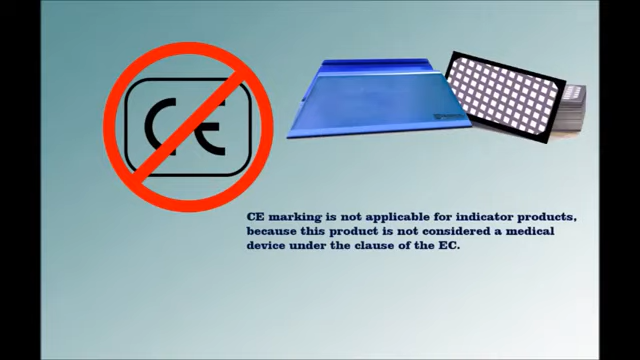 CE
CE marking is not applicable for indicator products,
because this product is not considered a medical
device under the clause of the EC.